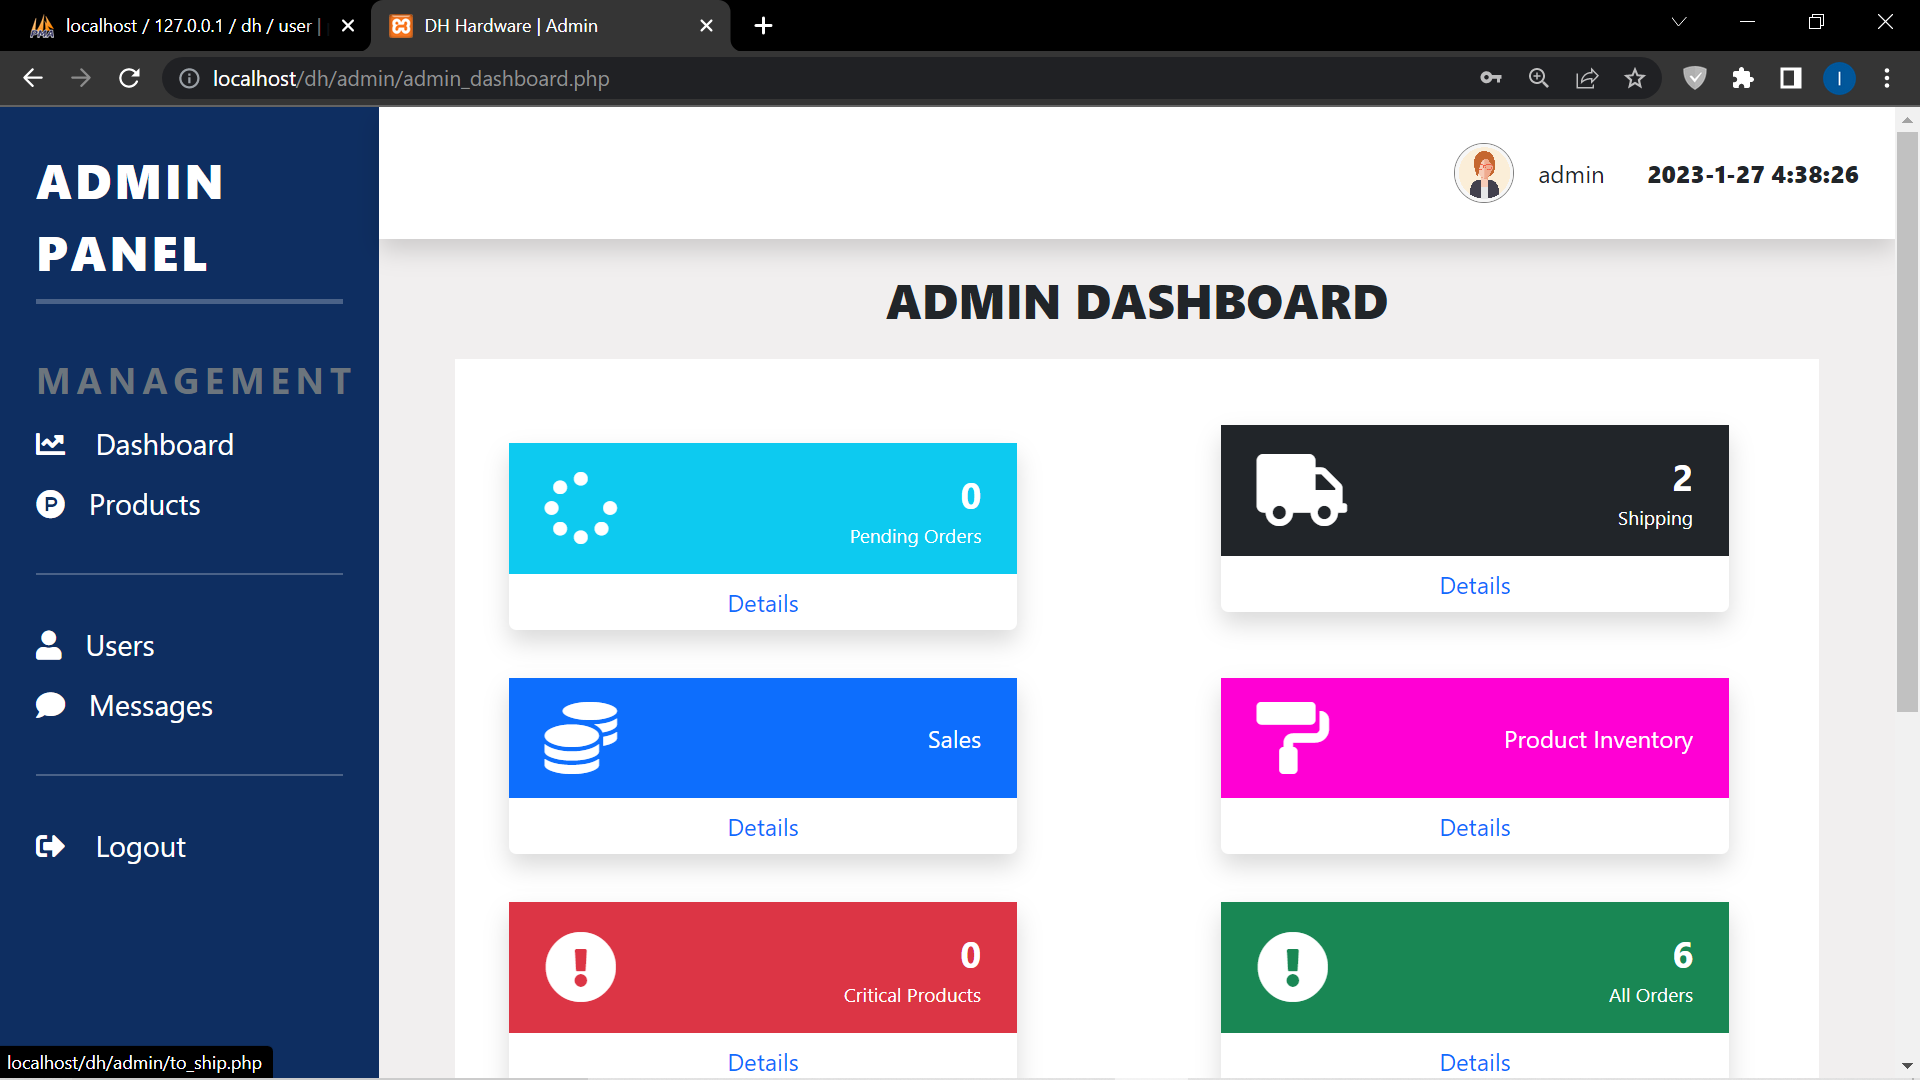 localhost / 127.0.0.1 / dh / user |
DH Hardware | Admin
localhost/dh/admin/admin_dashboard.php
I
ADMIN
PANEL
admin
2023-1-27 4:38:26
ADMIN DASHBOARD
MANAGEMENT
Dashboard
Products
Users
Messages
Logout
0
Pending Orders
Details
2
Shipping
Details
Sales
Details
Product Inventory
Details
0
Critical Products
Details
6
All Orders
Details
localhost/dh/admin/to_ship.php